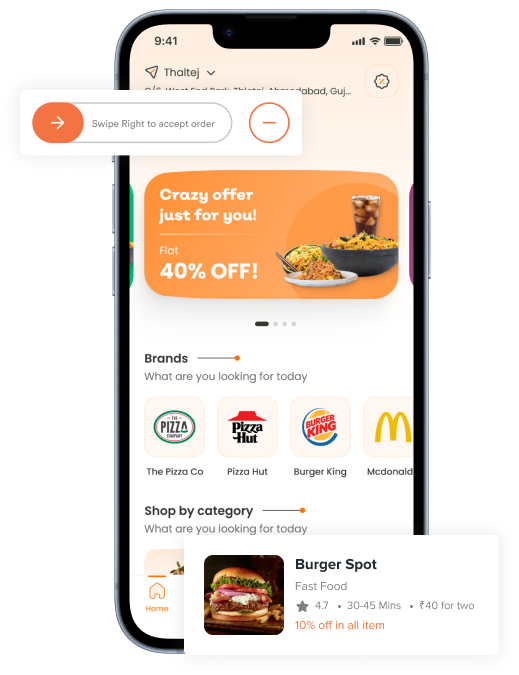 9:41
Thaltej
West End Park, Thlatej, Ahmedabad, Guj...
Swipe Right to accept order
Crazy offer
just for you!
Flat
40% OFF!
Brands
What are you looking for today
THE
PIZZA
COMPANY
Pizza
Hut
BURGER
KING
The Pizza Co
Pizza Hut
Burger King
Mcdonald
Shop by category
What are you looking for today
Home
Burger Spot
Fast Food
4.7 • 30-45 Mins • ₹40 for two
10% off in all item